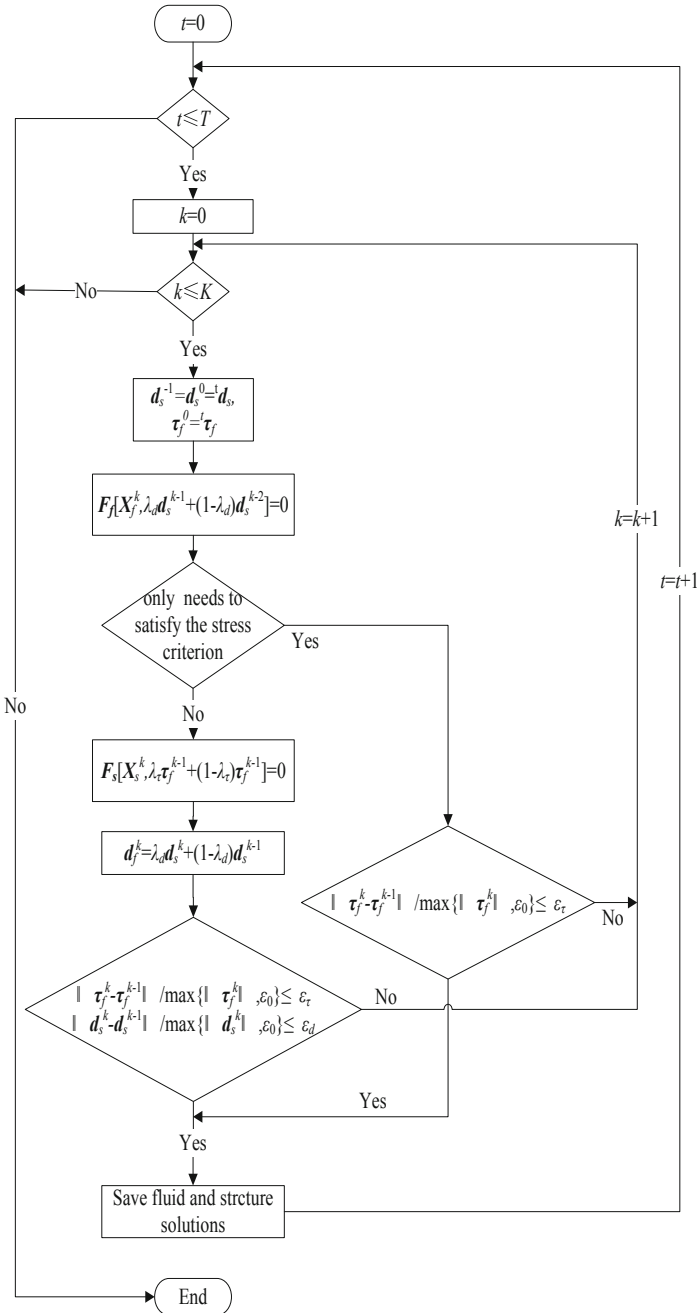 t=0
t≤T
Yes
k=0
No
k≤K
Yes
d_s^{-1}=d_s^0=^t d_s,
τ_f^0=^t τ_f
F_f[X_f^k,λ_d d_s^{k-1}+(1-λ_d)d_s^{k-2}]=0
k=k+1
t=t+1
only needs to
satisfy the stress
criterion
Yes
No
No
F_s[X_s^k,λ_τ τ_f^{k-1}+(1-λ_τ)τ_f^{k-1}]=0
d_f^k=λ_d d_s^k+(1-λ_d)d_s^{k-1}
‖ τ_f^k-τ_f^{k-1}‖ /max{‖ τ_f^k‖ ,ε_0}≤ ε_τ
No
‖ τ_f^k-τ_f^{k-1}‖ /max{‖ τ_f^k‖ ,ε_0}≤ ε_τ
‖ d_s^k-d_s^{k-1}‖ /max{‖ d_s^k‖ ,ε_0}≤ ε_d
No
Yes
Yes
Save fluid and strcture
solutions
End